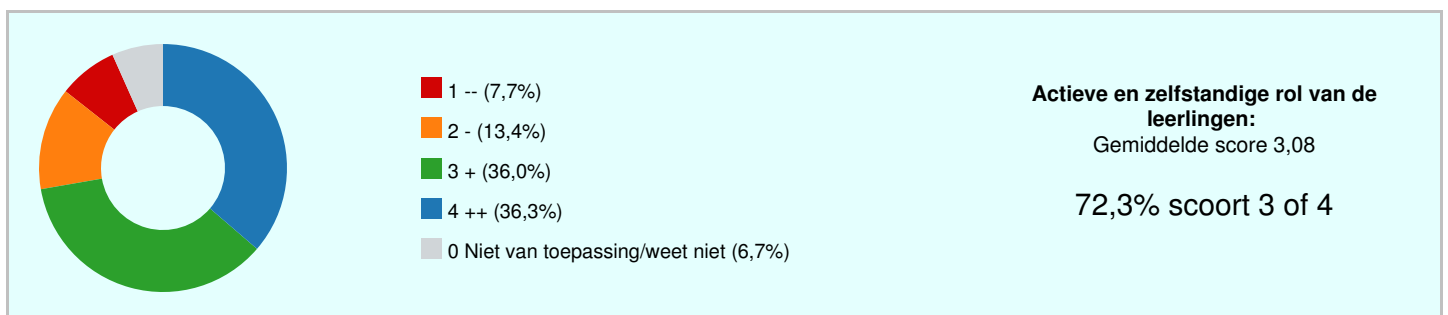 1 -- (7,7%)
2 - (13,4%)
3 + (36,0%)
4 ++ (36,3%)
0 Niet van toepassing/weet niet (6,7%)
Actieve en zelfstandige rol van de
leerlingen:
Gemiddelde score 3,08
72,3% scoort 3 of 4